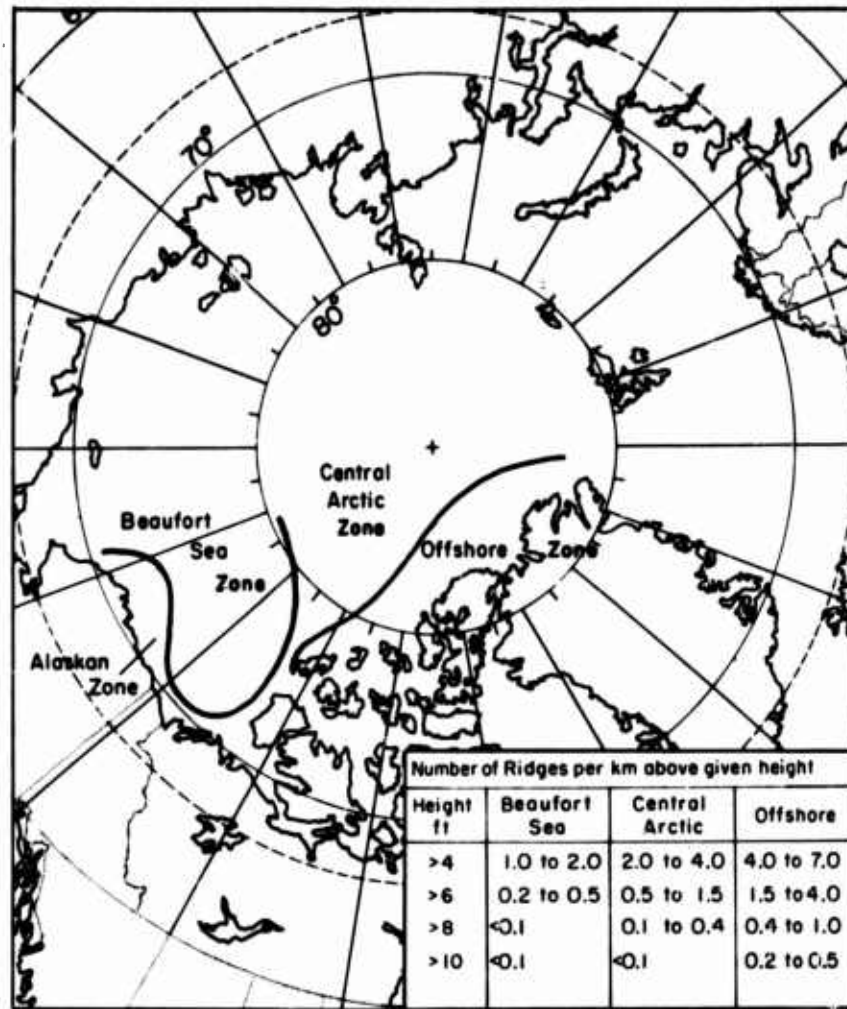 70°
80°
Central
Arctic
Zone
Beaufort
Sea
Zone
Offshore Zone
Alaskan
Zone
Number of Ridges per km above given height
Height ft | Beaufort Sea | Central Arctic | Offshore
>4 1.0 to 2.0 2.0 to 4.0 4.0 to 7.0
>6 0.2 to 0.5 0.5 to 1.5 1.5 to 4.0
>8 <0.1 0.1 to 0.4 0.4 to 1.0
>10 <0.1 <0.1 0.2 to 0.5